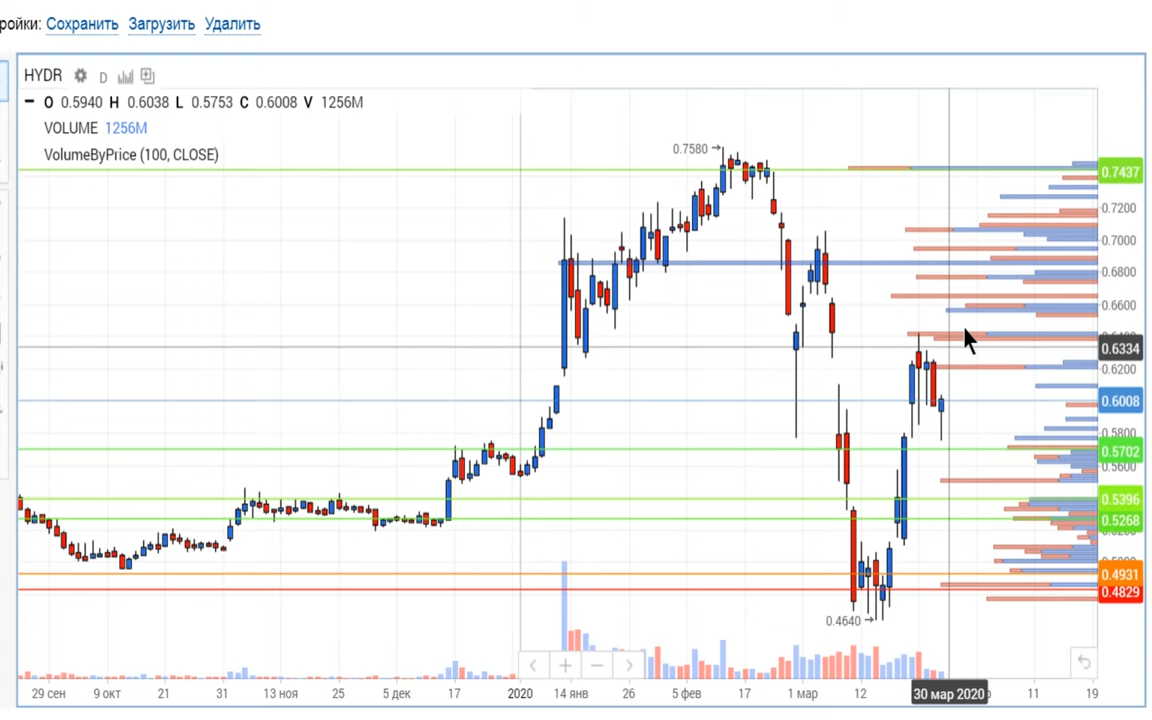 ройки: Сохранить Загрузить Удалить
HYDR D
O 0.5940 H 0.6038 L 0.5753 C 0.6008 V 1256M
VOLUME 1256M
VolumeByPrice (100, CLOSE)
0.7580
0.7437
0.7200
0.7000
0.6800
0.6600
0.6334
0.6200
0.6008
0.5800
0.5702
0.5600
0.5396
0.5268
0.4931
0.4829
0.4640
29 сен 9 окт 21 31 13 ноя 25 5 дек 17 2020 14 янв 26 5 фев 17 1 мар 12 30 мар 2020 11 19